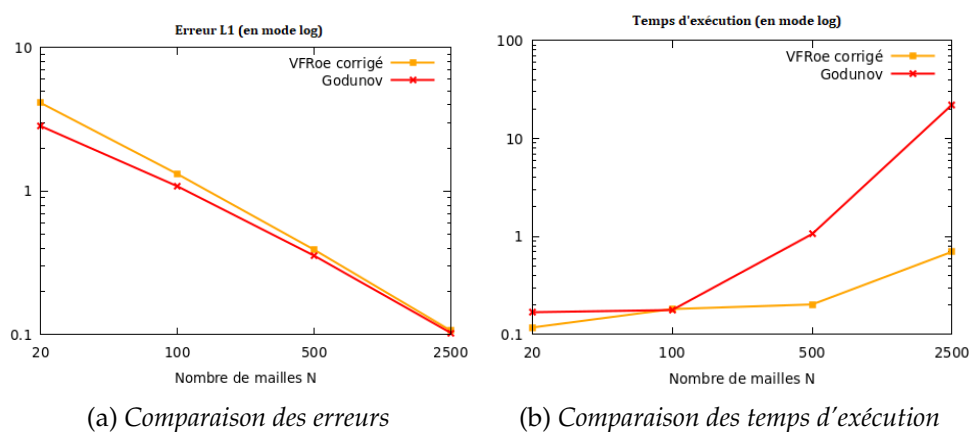 Erreur L1 (en mode log)
10
1
0.1
VFRoe corrigé
Godunov
20 100 500 2500
Nombre de mailles N
(a) Comparaison des erreurs
Temps d'exécution (en mode log)
100
10
1
0.1
VFRoe corrigé
Godunov
20 100 500 2500
Nombre de mailles N
(b) Comparaison des temps d'exécution